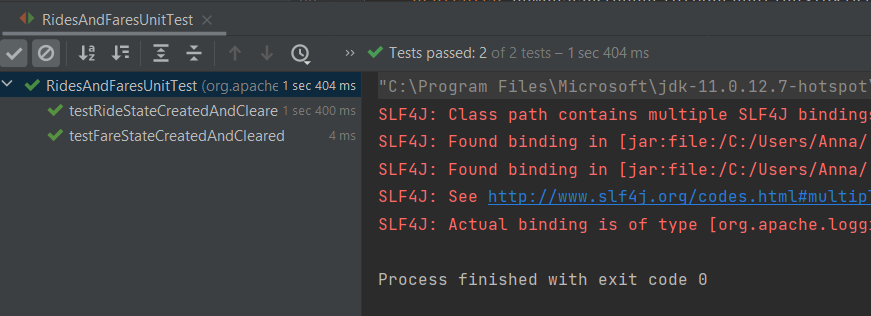 RidesAndFaresUnitTest
Tests passed: 2 of 2 tests – 1 sec 404 ms
RidesAndFaresUnitTest (org.apache 1 sec 404 ms
testRideStateCreatedAndCleare 1 sec 400 ms
testFareStateCreatedAndCleared 4 ms
"C:\Program Files\Microsoft\jdk-11.0.12.7-hotspot\
SLF4J: Class path contains multiple SLF4J bindings
SLF4J: Found binding in [jar:file:/C:/Users/Anna/
SLF4J: Found binding in [jar:file:/C:/Users/Anna/
SLF4J: See http://www.slf4j.org/codes.html#multipl
SLF4J: Actual binding is of type [org.apache.loggi
Process finished with exit code 0